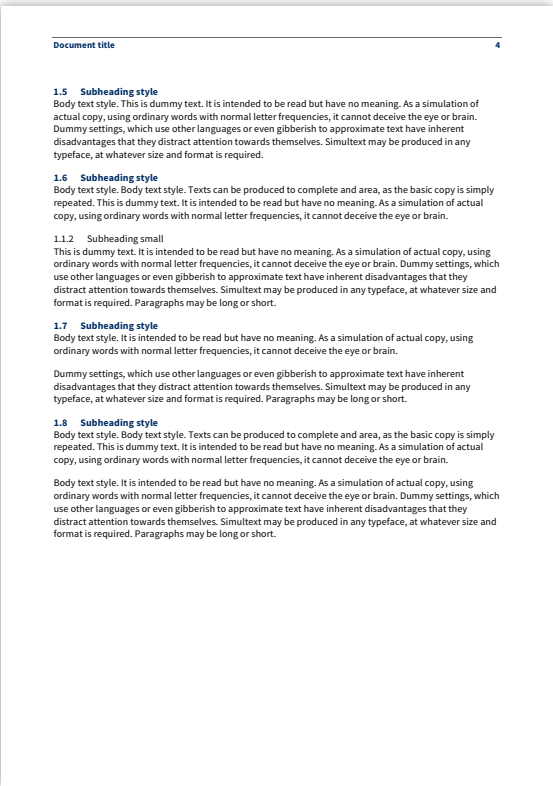 Document title 4
1.5 Subheading style
Body text style. This is dummy text. It is intended to be read but have no meaning. As a simulation of
actual copy, using ordinary words with normal letter frequencies, it cannot deceive the eye or brain.
Dummy settings, which use other languages or even gibberish to approximate text have inherent
disadvantages that they distract attention towards themselves. Simultext may be produced in any
typeface, at whatever size and format is required.
1.6 Subheading style
Body text style. Body text style. Texts can be produced to complete and area, as the basic copy is simply
repeated. This is dummy text. It is intended to be read but have no meaning. As a simulation of actual
copy, using ordinary words with normal letter frequencies, it cannot deceive the eye or brain.
1.1.2 Subheading small
This is dummy text. It is intended to be read but have no meaning. As a simulation of actual copy, using
ordinary words with normal letter frequencies, it cannot deceive the eye or brain. Dummy settings, which
use other languages or even gibberish to approximate text have inherent disadvantages that they
distract attention towards themselves. Simultext may be produced in any typeface, at whatever size and
format is required. Paragraphs may be long or short.
1.7 Subheading style
Body text style. It is intended to be read but have no meaning. As a simulation of actual copy, using
ordinary words with normal letter frequencies, it cannot deceive the eye or brain.
Dummy settings, which use other languages or even gibberish to approximate text have inherent
disadvantages that they distract attention towards themselves. Simultext may be produced in any
typeface, at whatever size and format is required. Paragraphs may be long or short.
1.8 Subheading style
Body text style. Body text style. Texts can be produced to complete and area, as the basic copy is simply
repeated. This is dummy text. It is intended to be read but have no meaning. As a simulation of actual
copy, using ordinary words with normal letter frequencies, it cannot deceive the eye or brain.
Body text style. It is intended to be read but have no meaning. As a simulation of actual copy, using
ordinary words with normal letter frequencies, it cannot deceive the eye or brain. Dummy settings, which
use other languages or even gibberish to approximate text have inherent disadvantages that they
distract attention towards themselves. Simultext may be produced in any typeface, at whatever size and
format is required. Paragraphs may be long or short.